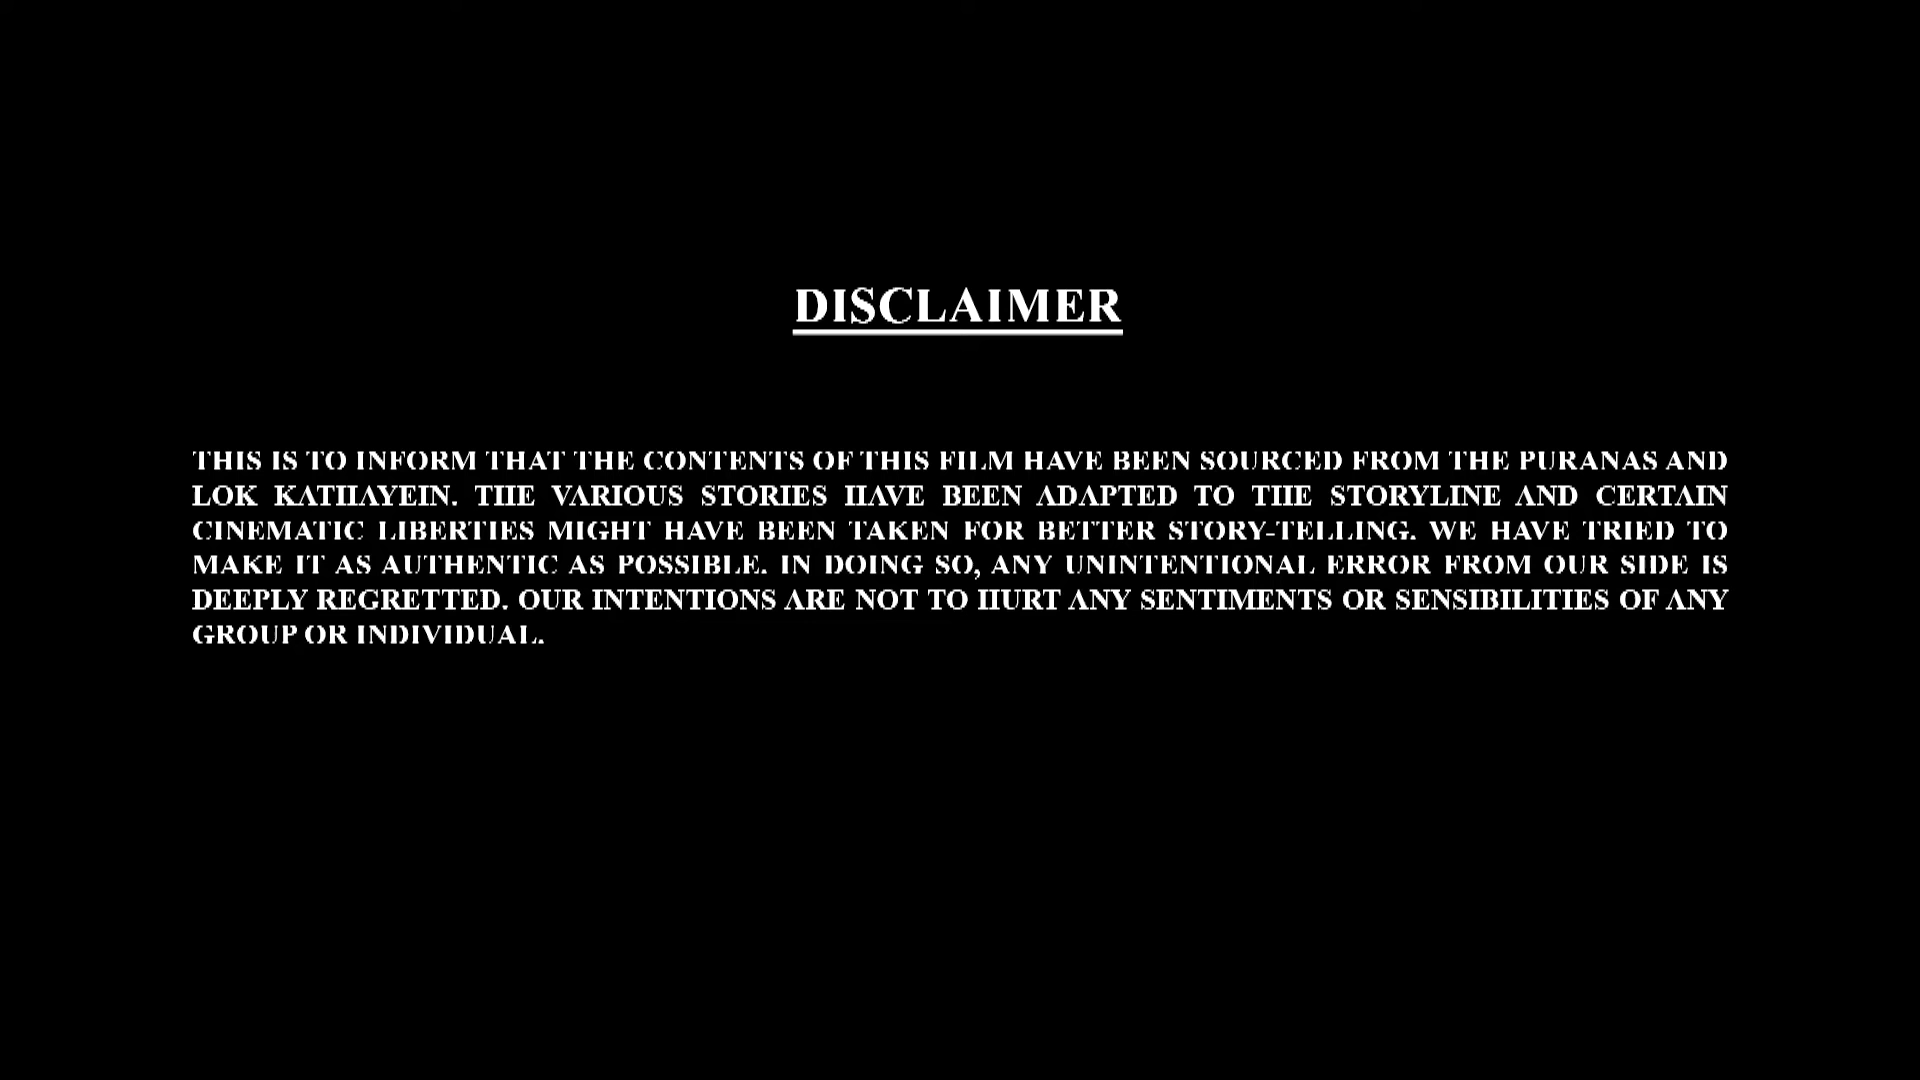 DISCLAIMER
THIS IS TO INFORM THAT THE CONTENTS OF THIS FILM HAVE BEEN SOURCED FROM THE PURANAS AND
LOK KATHAYEIN. THE VARIOUS STORIES HAVE BEEN ADAPTED TO THE STORYLINE AND CERTAIN
CINEMATIC LIBERTIES MIGHT HAVE BEEN TAKEN FOR BETTER STORY-TELLING. WE HAVE TRIED TO
MAKE IT AS AUTHENTIC AS POSSIBLE. IN DOING SO, ANY UNINTENTIONAL ERROR FROM OUR SIDE IS
DEEPLY REGRETTED. OUR INTENTIONS ARE NOT TO HURT ANY SENTIMENTS OR SENSIBILITIES OF ANY
GROUP OR INDIVIDUAL.